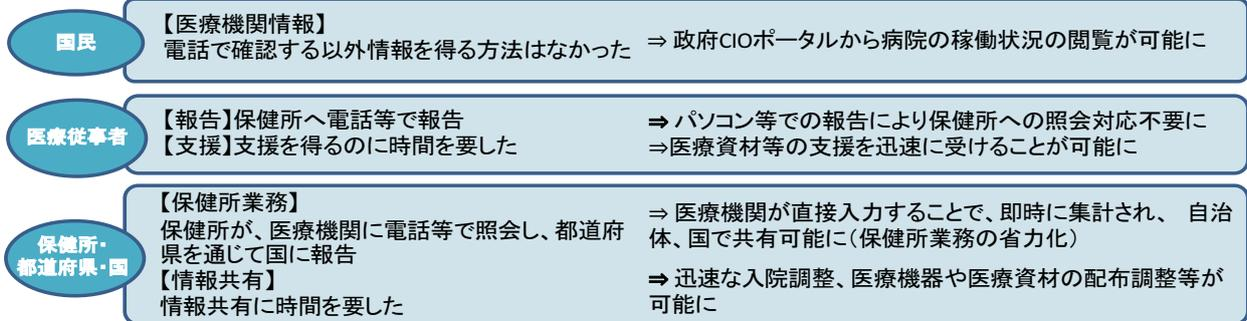 国民
【医療機関情報】
電話で確認する以外情報を得る方法はなかった
⇒ 政府CIOポータルから病院の稼働状況の閲覧が可能に
医療従事者
【報告】保健所へ電話等で報告
【支援】支援を得るのに時間を要した
⇒ パソコン等での報告により保健所への照会対応不要に
⇒医療資材等の支援を迅速に受けることが可能に
保健所・
都道府県・国
【保健所業務】
保健所が、医療機関に電話等で照会し、都道府
県を通じて国に報告
【情報共有】
情報共有に時間を要した
⇒ 医療機関が直接入力することで、即時に集計され、 自治
体、国で共有可能に（保健所業務の省力化）
⇒ 迅速な入院調整、医療機器や医療資材の配布調整等が
可能に